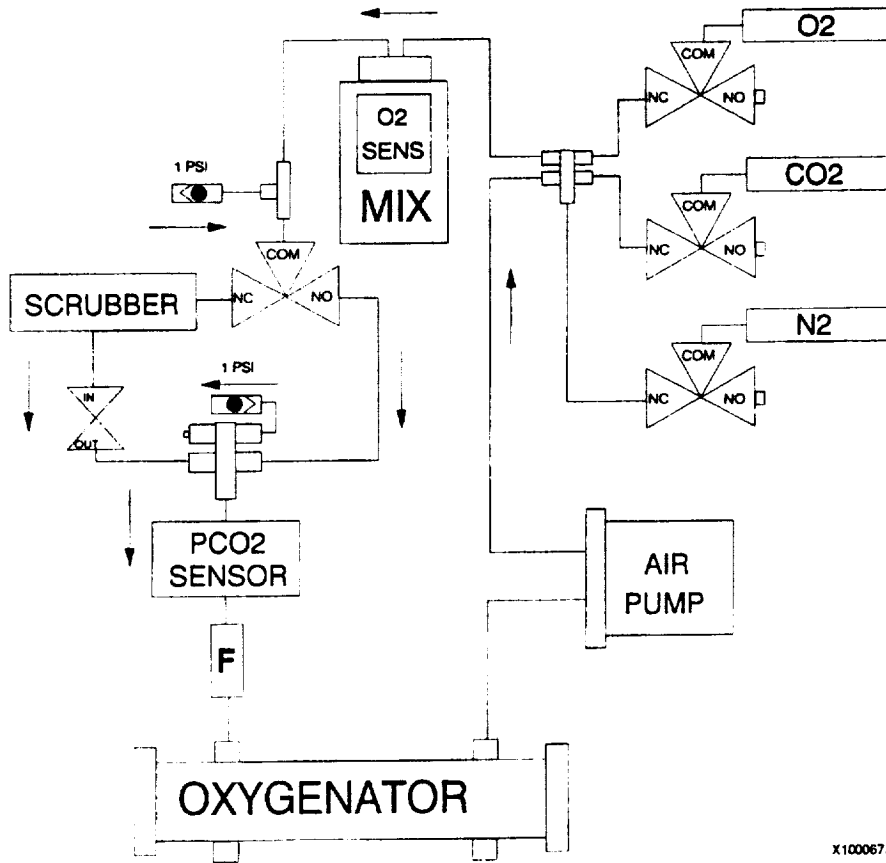 O2
COM
NC
NO
O2
SENS
MIX
1 PSI
CO2
COM
NC
NO
COM
NC
NO
SCRUBBER
N2
COM
NC
NO
1 PSI
IN
OUT
PCO2
SENSOR
AIR
PUMP
F
OXYGENATOR
X100067